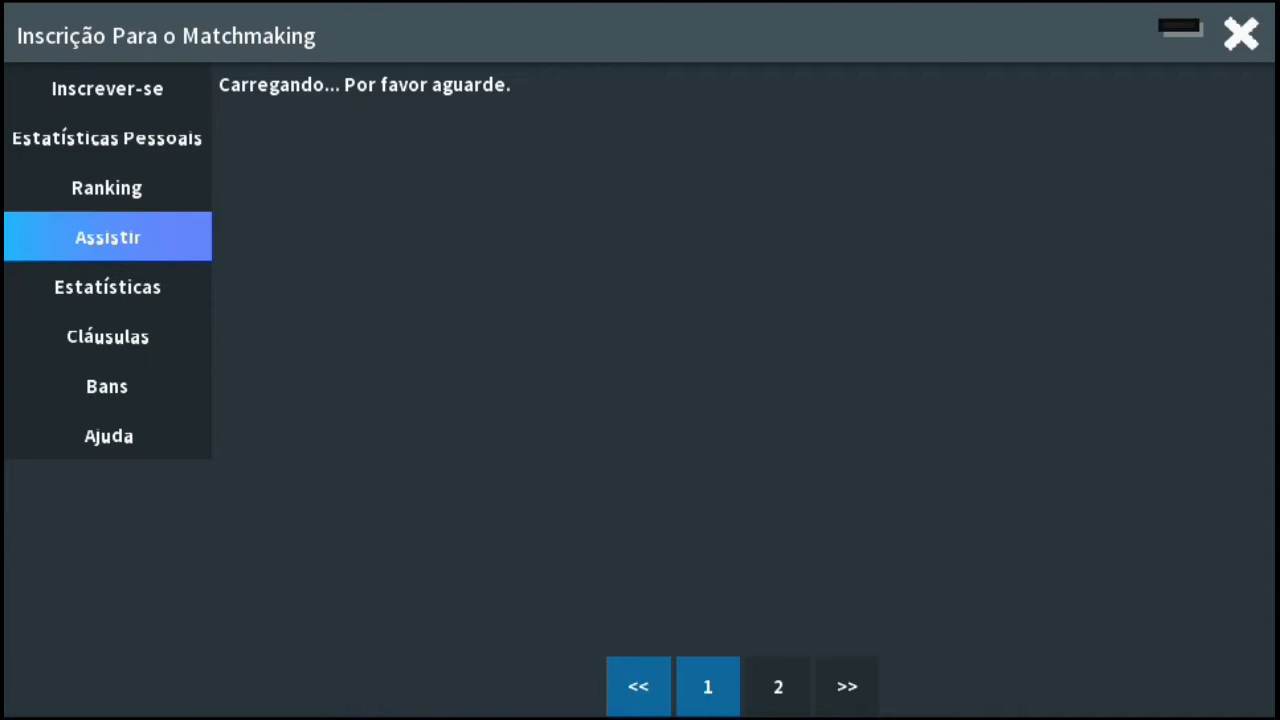 Inscrição Para o Matchmaking
Inscrever-se
Carregando... Por favor aguarde.
Estatísticas Pessoais
Ranking
Assistir
Estatísticas
Cláusulas
Bans
Ajuda
<< 1 2 >>